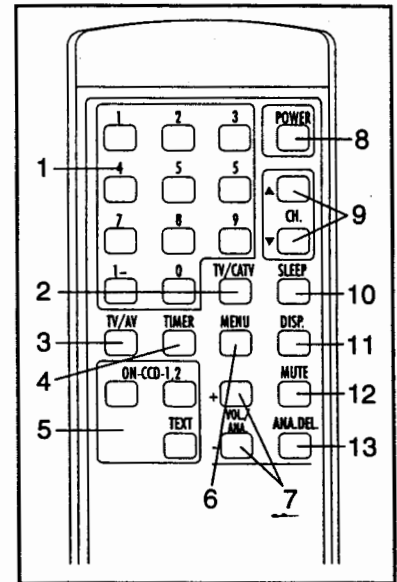 1 2 3 POWER
8
1
4 5 5
▲
CH.
9
7 8 9
▼
1- 0 TV/CATV SLEEP
2
10
TV/AV TIMER MENU DISP.
3
11
4
ON-CCD-1,2 MUTE
+
12
5
TEXT VOL./ ANA.DEL.
ANA
-
13
6
7